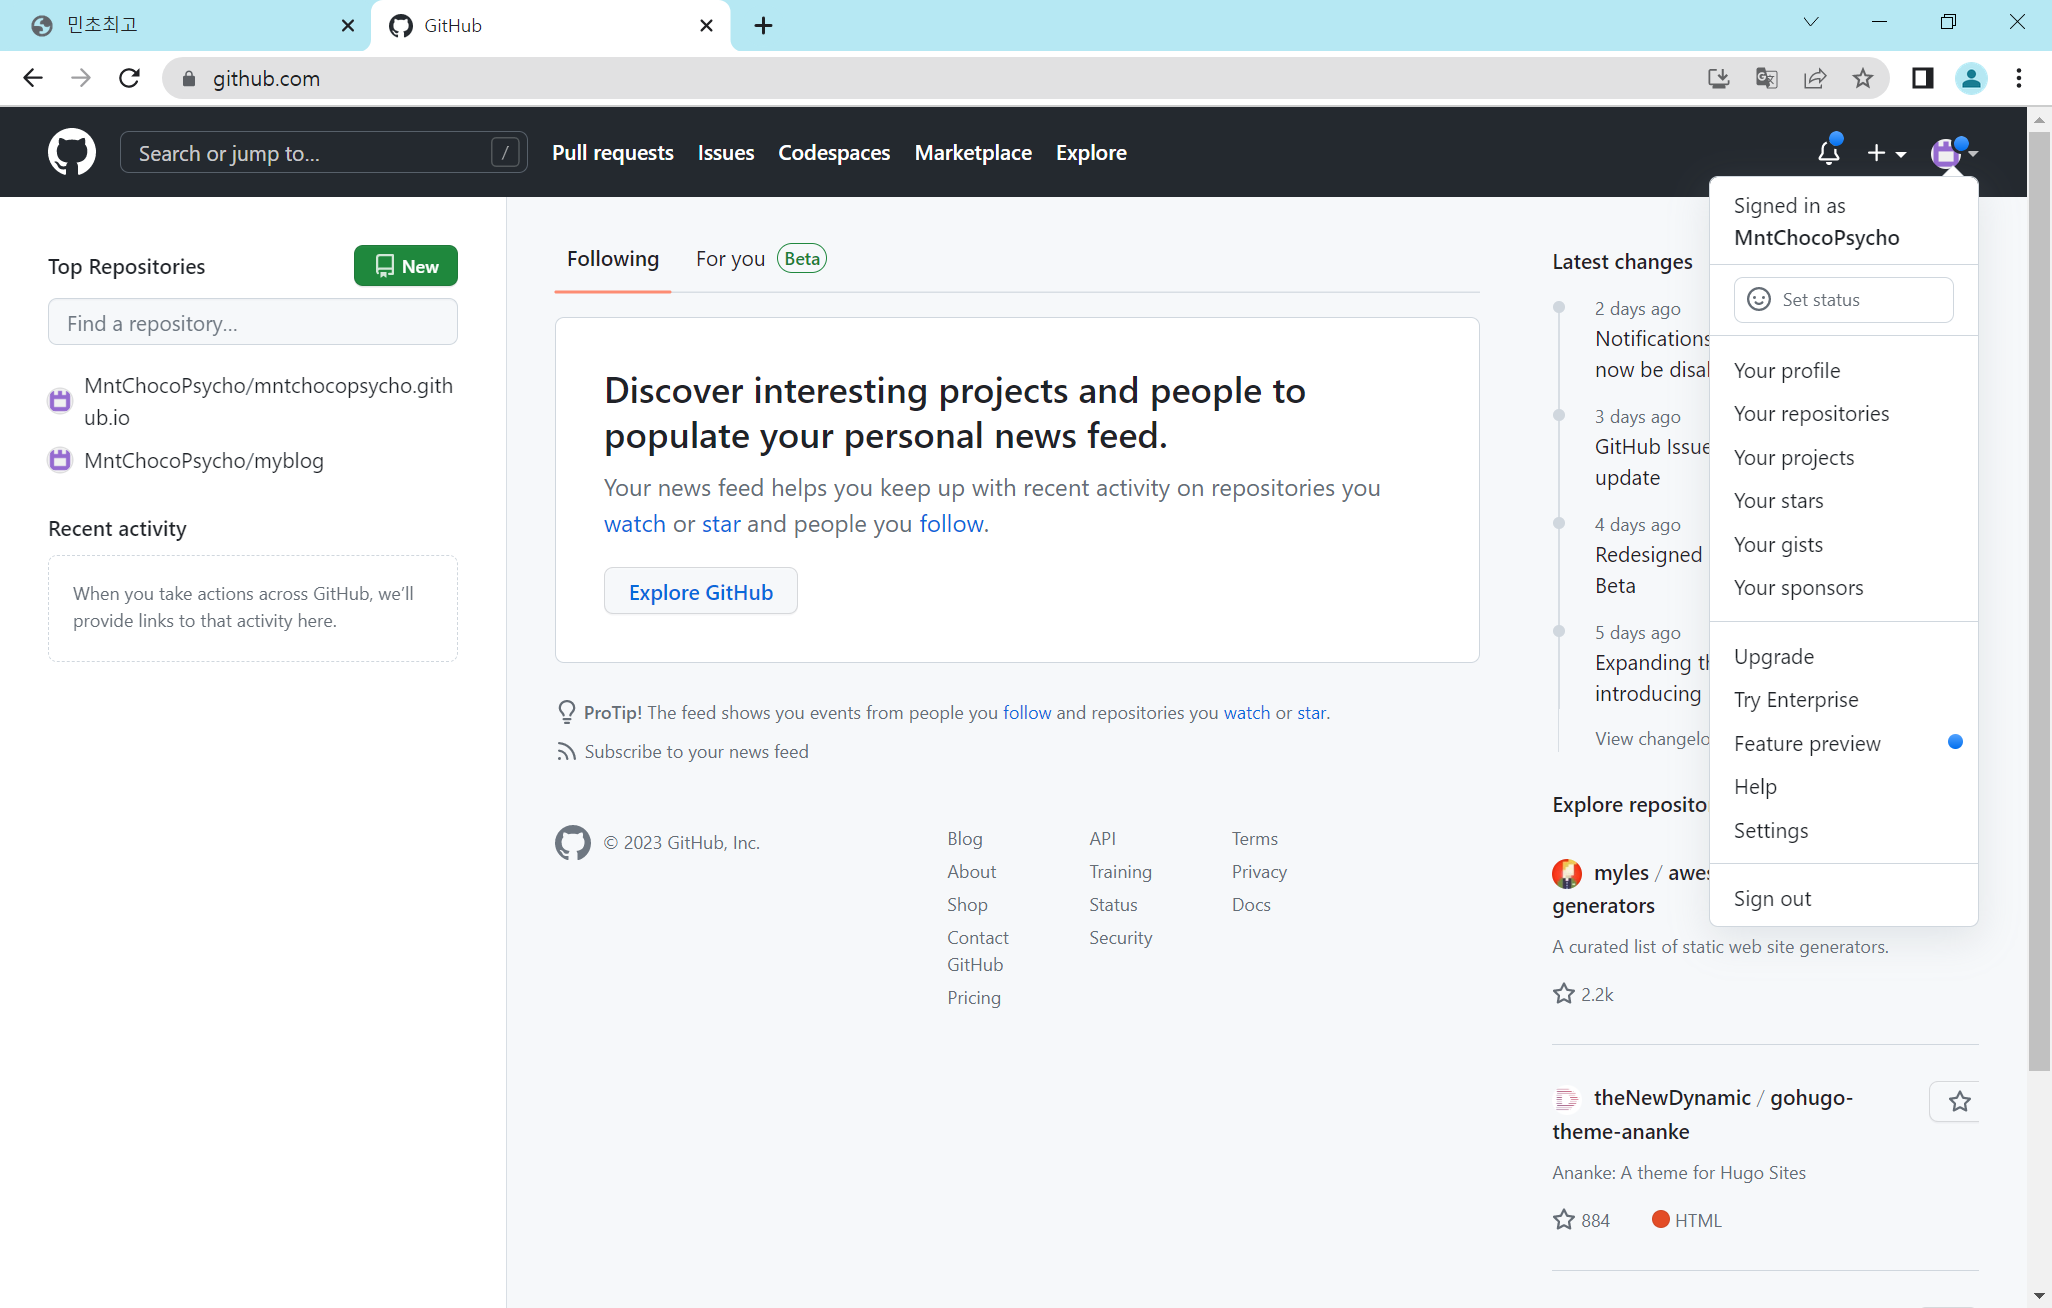 민초최고
GitHub
github.com
Search or jump to...
/
Pull requests
Issues
Codespaces
Marketplace
Explore
Top Repositories
New
Find a repository...
MntChocoPsycho/mntchocopsycho.gith
ub.io
MntChocoPsycho/myblog
Recent activity
When you take actions across GitHub, we'll
provide links to that activity here.
Following
For you
Beta
Discover interesting projects and people to
populate your personal news feed.
Your news feed helps you keep up with recent activity on repositories you
watch or star and people you follow.
Explore GitHub
ProTip! The feed shows you events from people you follow and repositories you watch or star.
Subscribe to your news feed
© 2023 GitHub, Inc.
Blog
About
Shop
Contact
GitHub
Pricing
API
Training
Status
Security
Terms
Privacy
Docs
Latest changes
2 days ago
Notifications
now be disa
3 days ago
GitHub Issue
update
4 days ago
Redesigned
Beta
5 days ago
Expanding th
introducing
View changelo
Explore reposito
myles / awes
generators
A curated list of static web site generators.
2.2k
theNewDynamic / gohugo-
theme-ananke
Ananke: A theme for Hugo Sites
884
HTML
Signed in as
MntChocoPsycho
Set status
Your profile
Your repositories
Your projects
Your stars
Your gists
Your sponsors
Upgrade
Try Enterprise
Feature preview
Help
Settings
Sign out